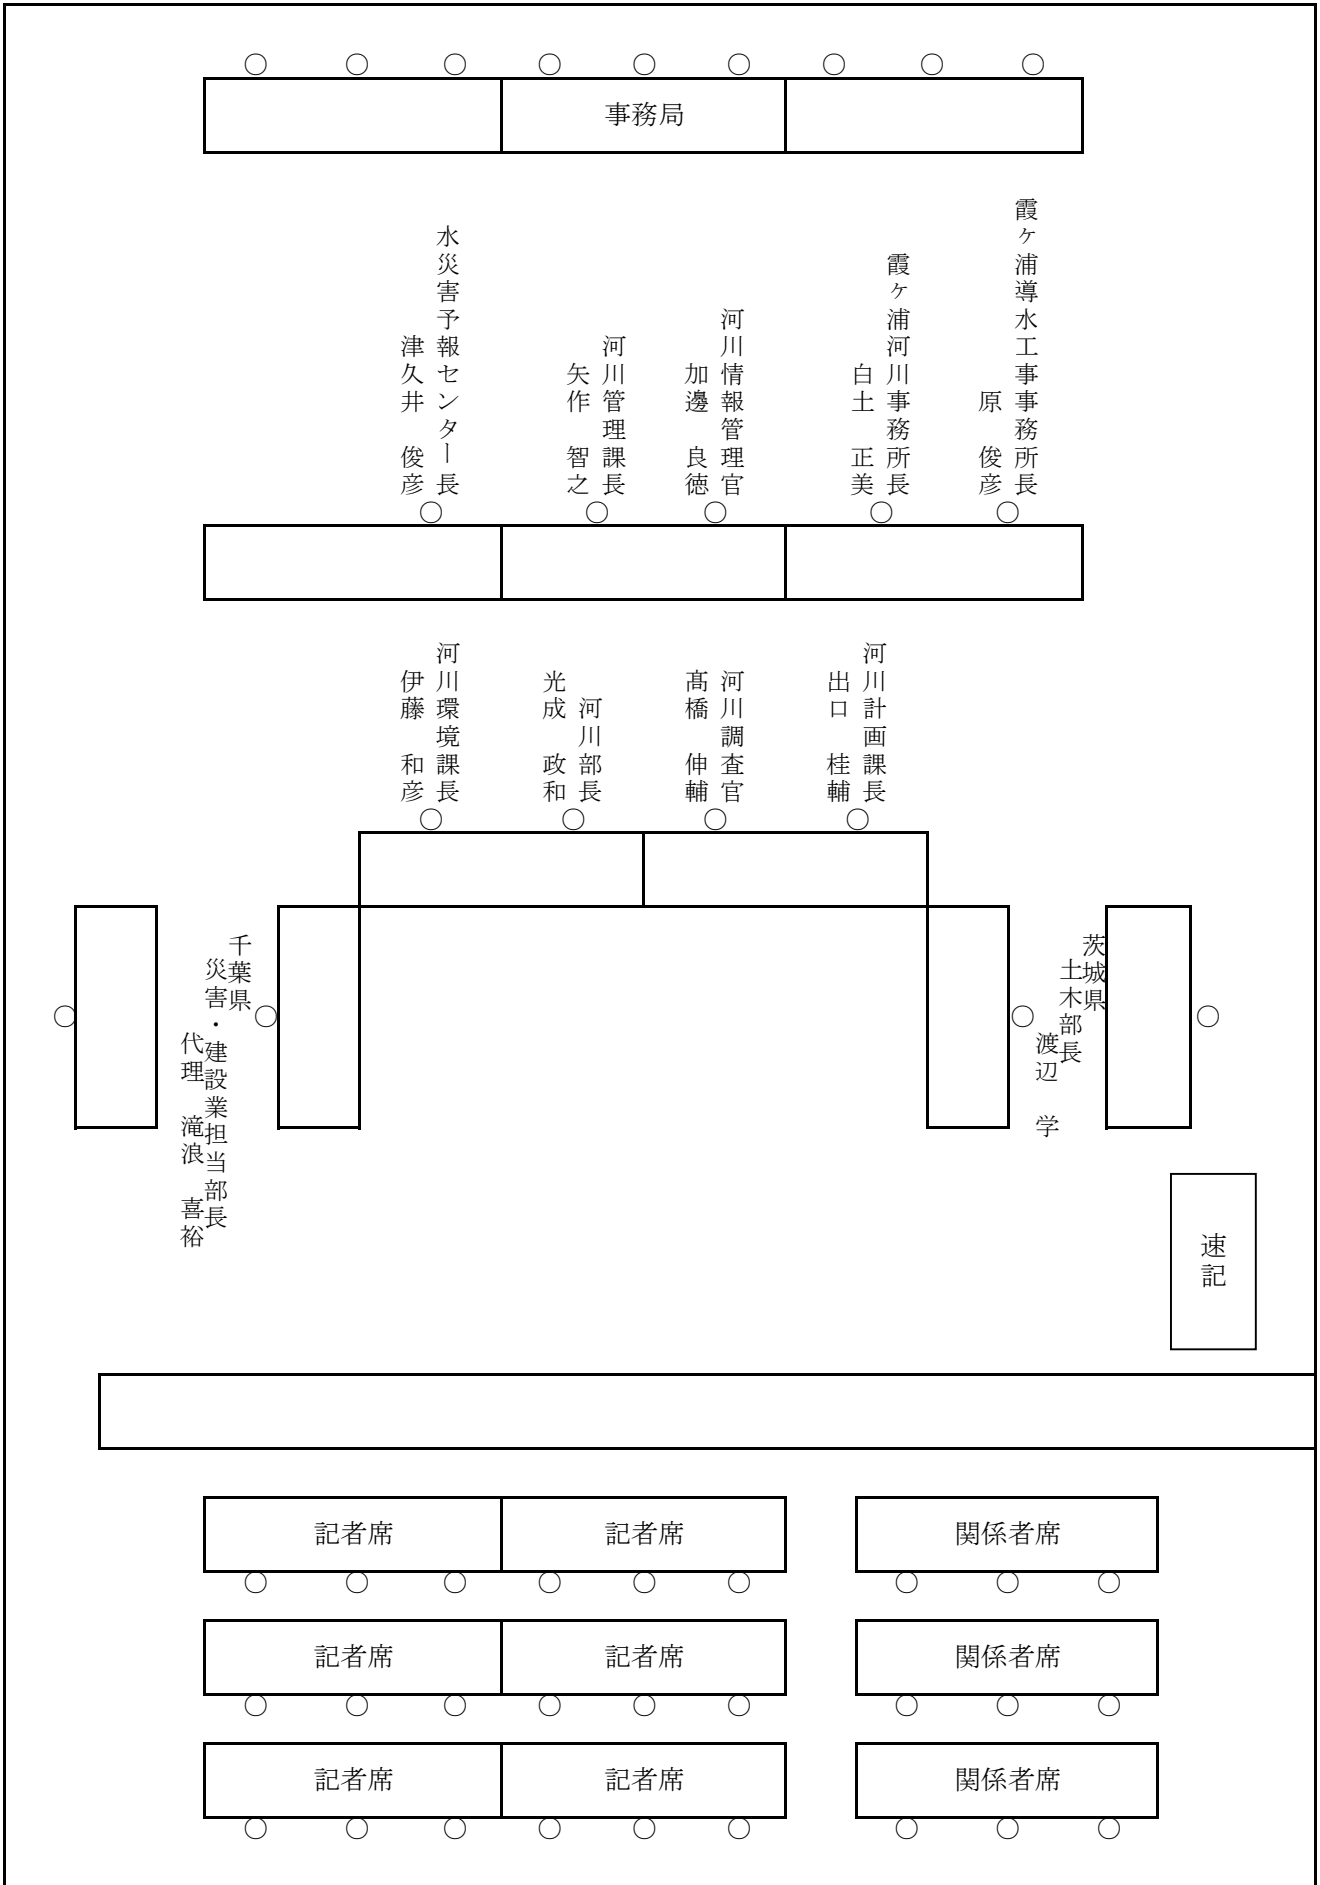 事務局
霞ヶ浦導水工事事務所長
原 俊彦
霞ヶ浦河川事務所長
白土 正美
河川情報管理官
加邊 良徳
河川管理課長
矢作 智之
水災害予報センター長
津久井 俊彦
河川計画課長
出口 桂輔
河川調査官
髙橋 伸輔
河川部長
光成 政和
河川環境課長
伊藤 和彦
茨城県
土木部長
渡辺 学
千葉県
災害・建設業担当部長
代理 滝浪 喜裕
速記
記者席 記者席 関係者席
記者席 記者席 関係者席
記者席 記者席 関係者席